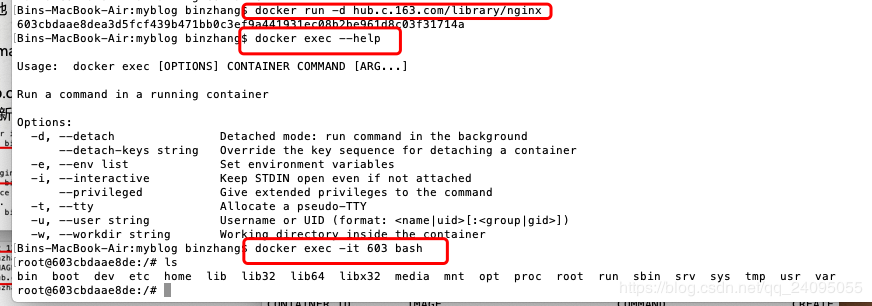 [Bins-MacBook-Air:myblog binzhang$ docker run -d hub.c.163.com/library/nginx
603cbdaae8dea3d5fcf439b471bb0c3ef9a441931ec08b2be961d8c03f31714a
[Bins-MacBook-Air:myblog binzhang$ docker exec --help
Usage:  docker exec [OPTIONS] CONTAINER COMMAND [ARG...]
Run a command in a running container
Options:
  -d, --detach               Detached mode: run command in the background
      --detach-keys string   Override the key sequence for detaching a container
  -e, --env list             Set environment variables
  -i, --interactive          Keep STDIN open even if not attached
      --privileged           Give extended privileges to the command
  -t, --tty                  Allocate a pseudo-TTY
  -u, --user string          Username or UID (format: <name|uid>[:<group|gid>])
  -w, --workdir string       Working directory inside the container
[Bins-MacBook-Air:myblog binzhang$ docker exec -it 603 bash
[root@603cbdaae8de:/# ls
bin  boot  dev  etc  home  lib  lib32  lib64  libx32  media  mnt  opt  proc  root  run  sbin  srv  sys  tmp  usr  var
root@603cbdaae8de:/#
https://blog.csdn.net/qq_24095055
CONTAINER ID  IMAGE  COMMAND  CREATE